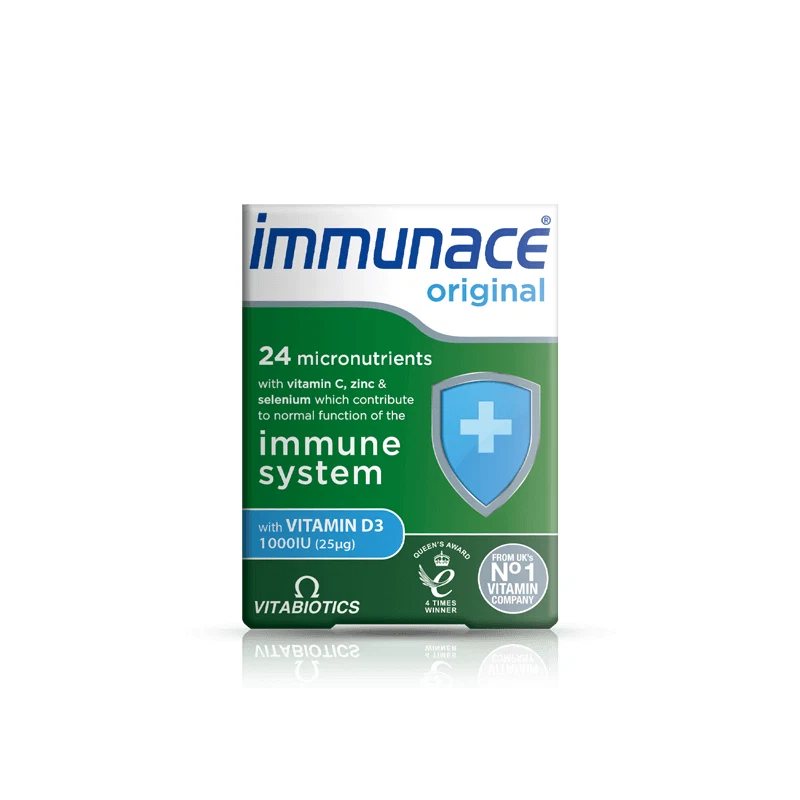 immunace®
original
24 micronutrients
with vitamin C, zinc &
selenium which contribute
to normal function of the
immune
system
with VITAMIN D3
1000IU (25µg)
VITABIOTICS
QUEEN'S AWARD
4 TIMES
WINNER
FROM UK's
Nº1
VITAMIN
COMPANY